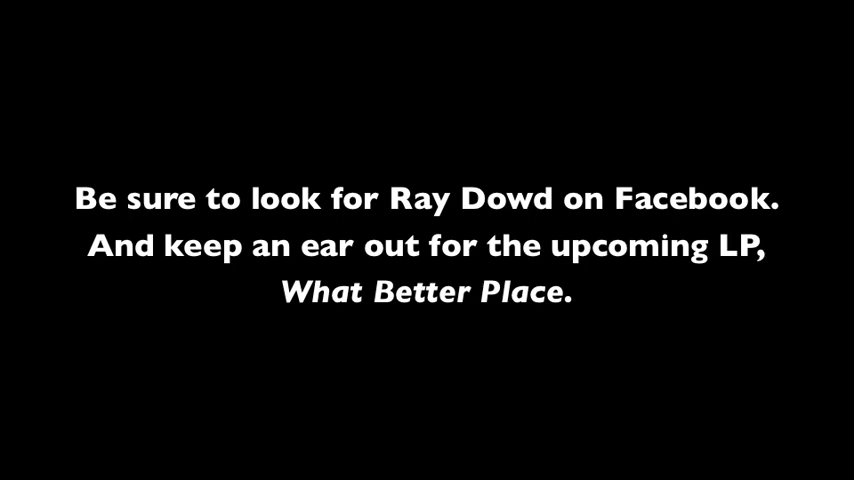 Be sure to look for Ray Dowd on Facebook.
And keep an ear out for the upcoming LP,
What Better Place.